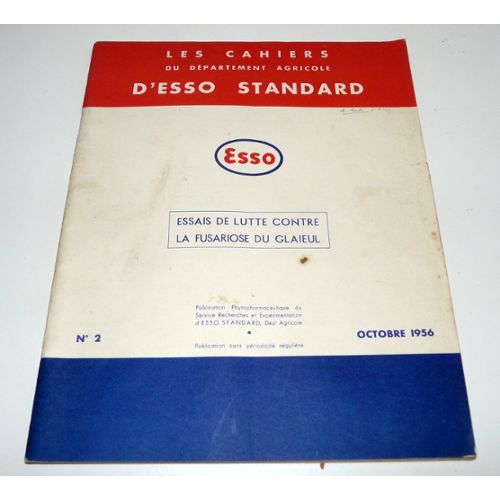 LES CAHIERS
DU DÉPARTEMENT AGRICOLE
D'ESSO STANDARD
Esso
ESSAIS DE LUTTE CONTRE
LA FUSARIOSE DU GLAIEUL
Publication Phytopharmaceutique du
Service Recherches et Expérimentation
d'ESSO STANDARD, Dépt Agricole
N° 2
OCTOBRE 1956
Publication sans périodicité régulière